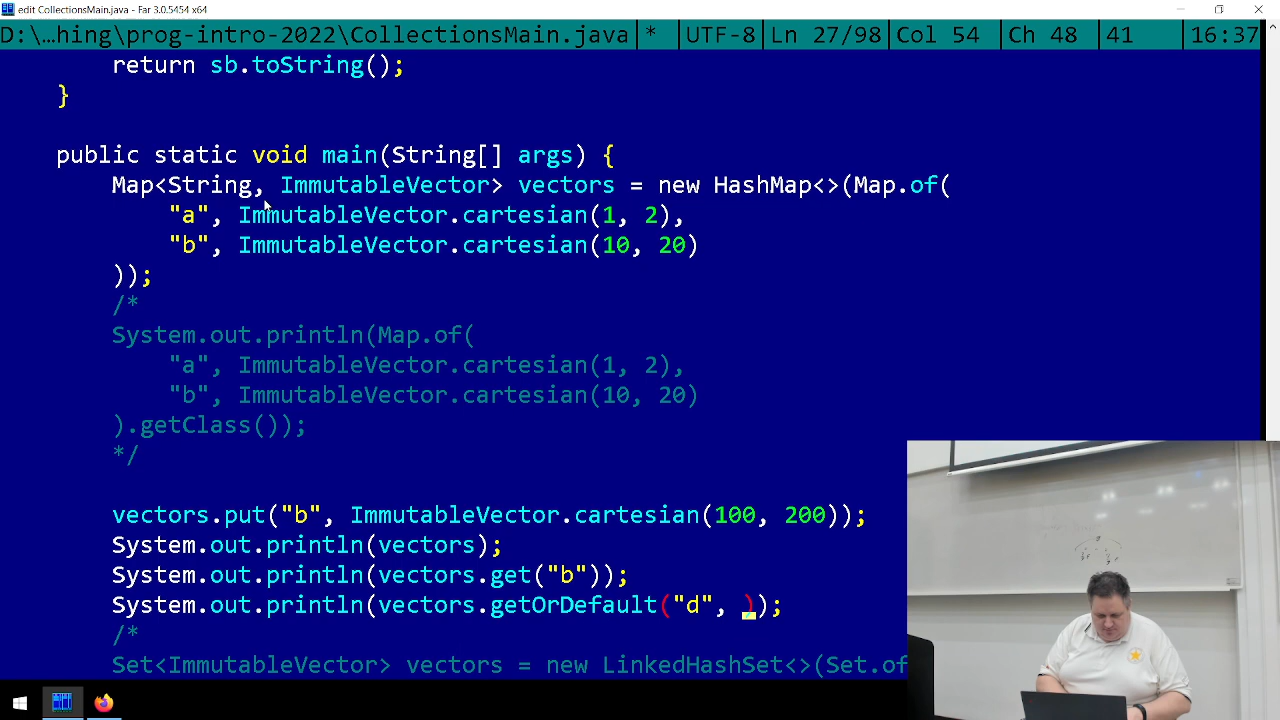 edit CollectionsMain.java - Far 3.0.5454 x64
D:\…hing\prog-intro-2022\CollectionsMain.java * UTF-8 Ln 27/98 Col 54 Ch 48 41 16:37
return sb.toString();
}
public static void main(String[] args) {
Map<String, ImmutableVector> vectors = new HashMap<>(Map.of(
"a", ImmutableVector.cartesian(1, 2),
"b", ImmutableVector.cartesian(10, 20)
));
/*
System.out.println(Map.of(
"a", ImmutableVector.cartesian(1, 2),
"b", ImmutableVector.cartesian(10, 20)
).getClass());
*/
vectors.put("b", ImmutableVector.cartesian(100, 200));
System.out.println(vectors);
System.out.println(vectors.get("b"));
System.out.println(vectors.getOrDefault("d", ));
/*
Set<ImmutableVector> vectors = new LinkedHashSet<>(Set.of